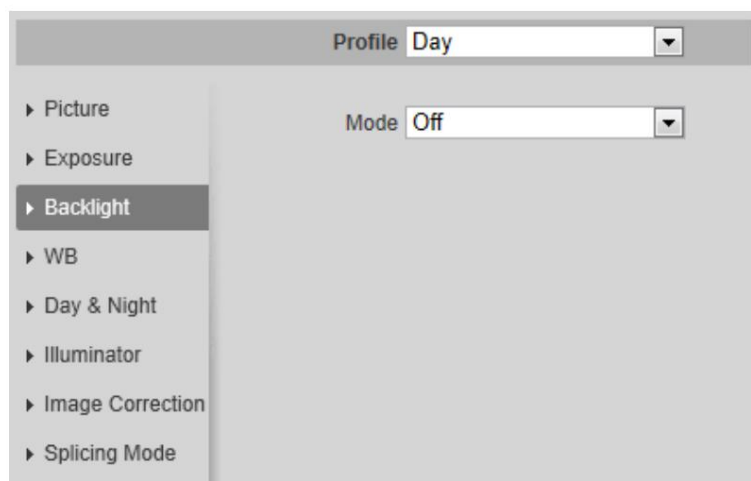 Profile Day
Mode Off
Picture
Exposure
Backlight
WB
Day & Night
Illuminator
Image Correction
Splicing Mode